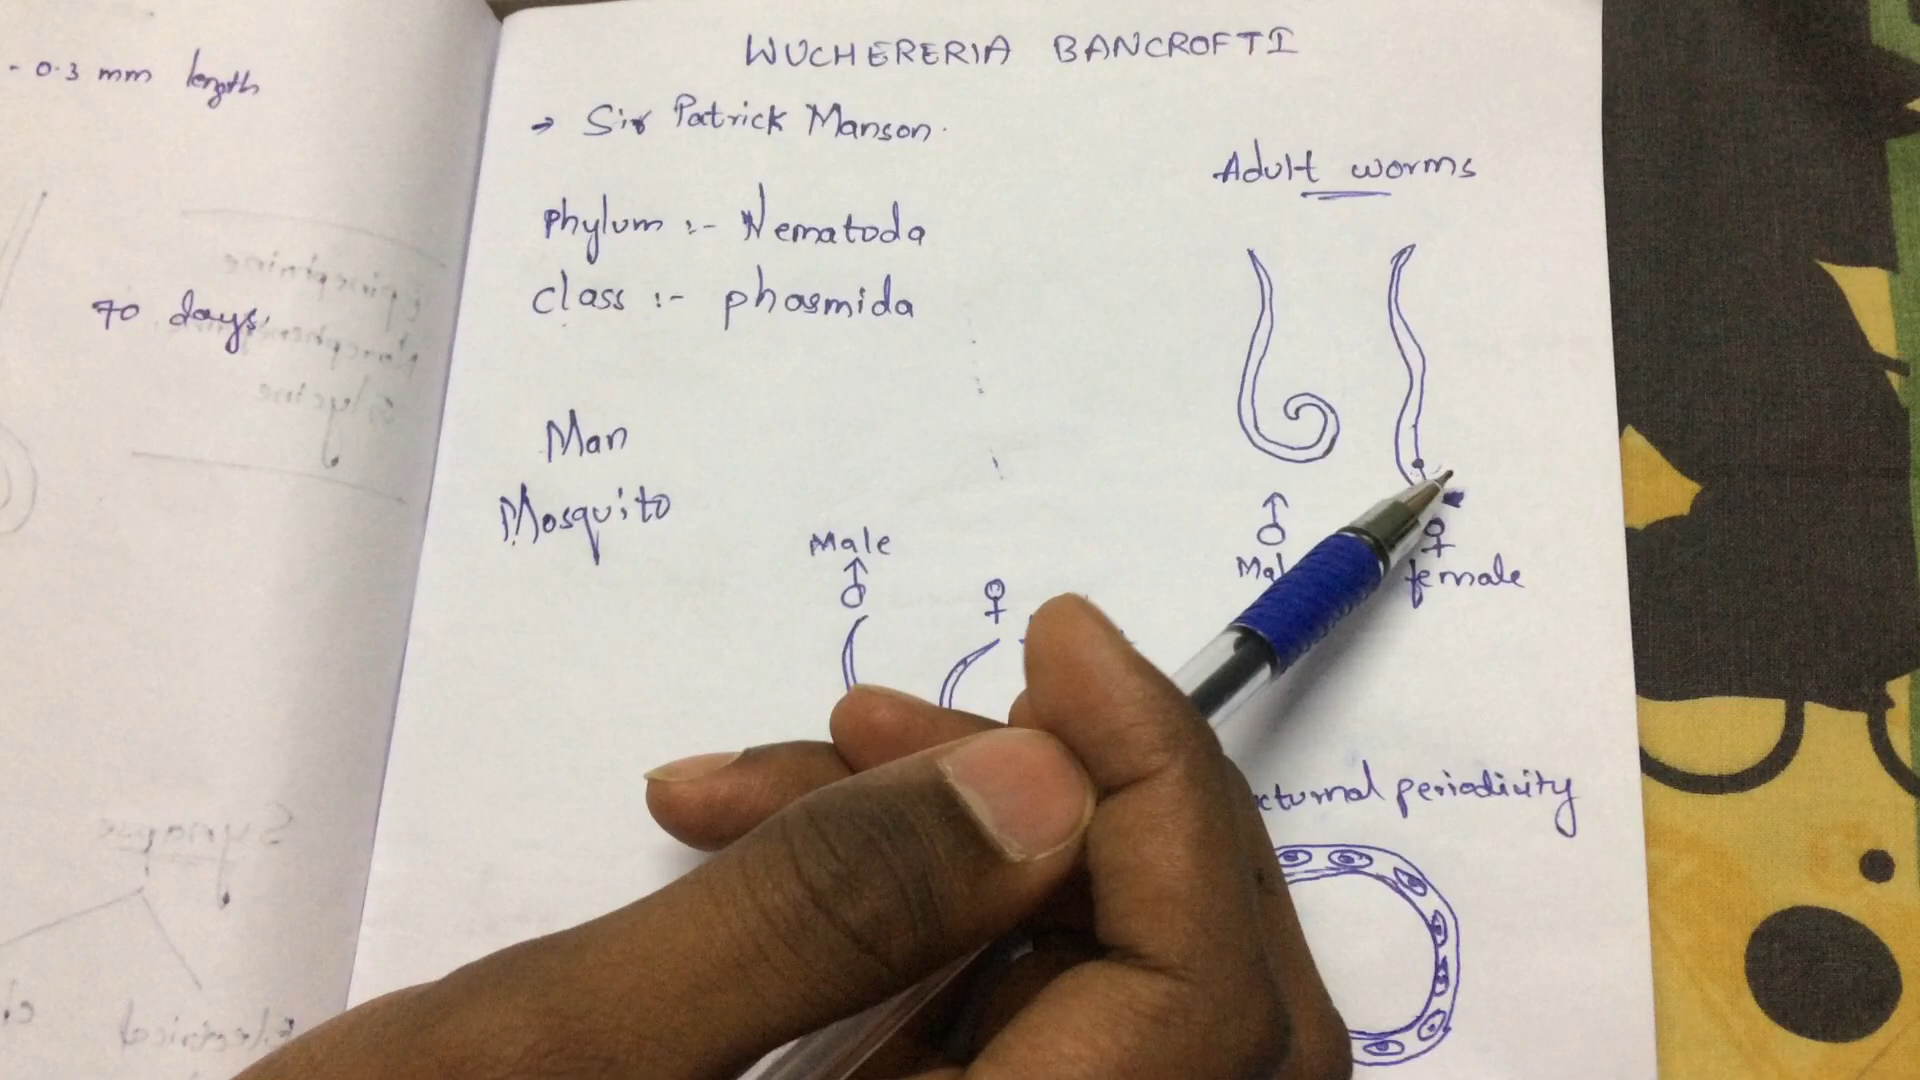 - 0.3 mm length
70 days
WUCHERERIA BANCROFTI
→ Sir Patrick Manson.
Phylum :- Nematoda
class :- phasmida
Man
Mosquito
Adult worms
♂
Mal
♀
female
Male
♂
♀
cturnal periodivity